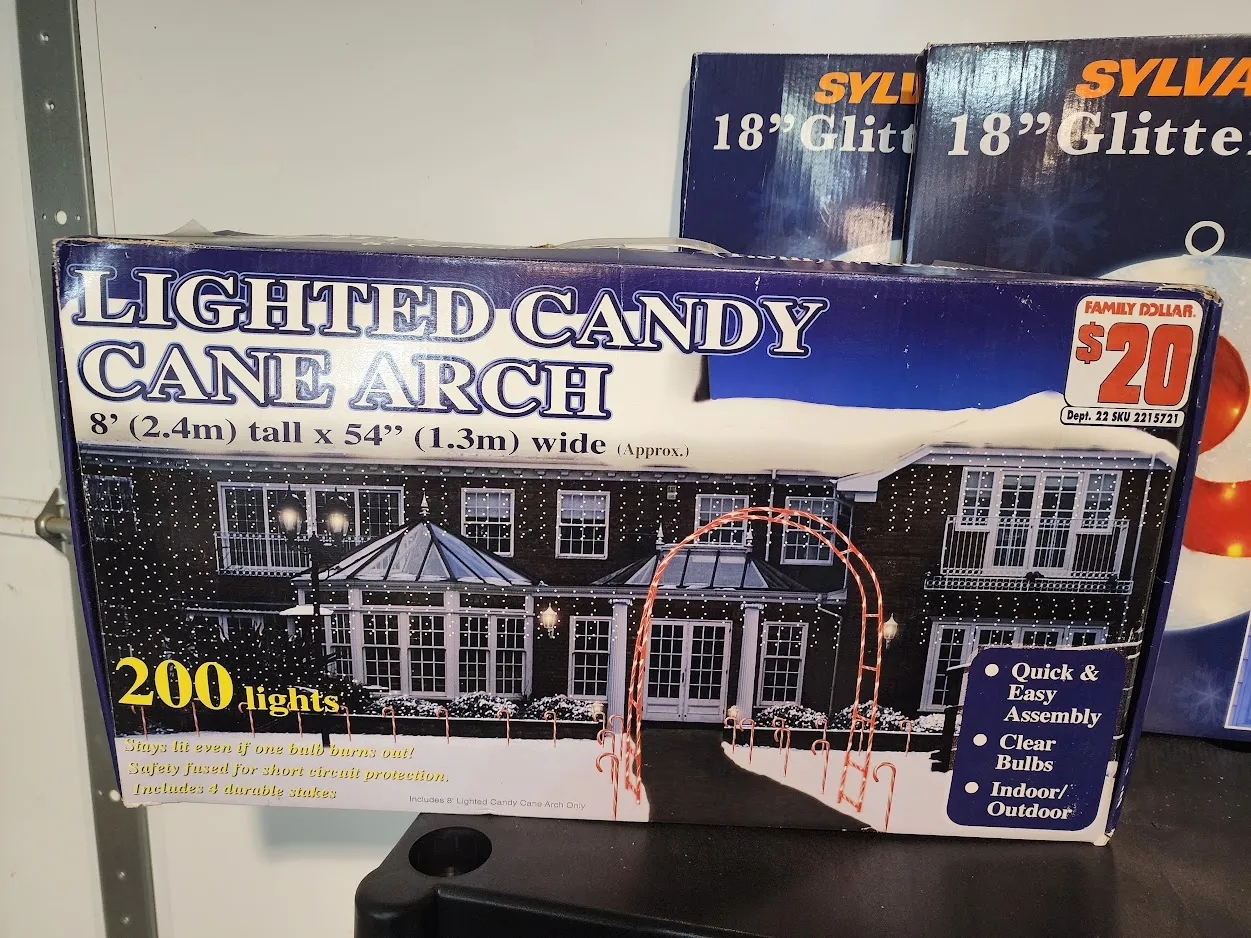 SYLV
18” Glitt
SYLVA
18” Glitte
LIGHTED CANDY
CANE ARCH
8’ (2.4m) tall x 54” (1.3m) wide (Approx.)
FAMILY DOLLAR.
$20
Dept. 22 SKU 2215721
200 lights
Stays lit even if one bulb burns out!
Safety fused for short circuit protection.
Includes 4 durable stakes
Includes 8' Lighted Candy Cane Arch Only
Quick &
Easy
Assembly
Clear
Bulbs
Indoor/
Outdoor